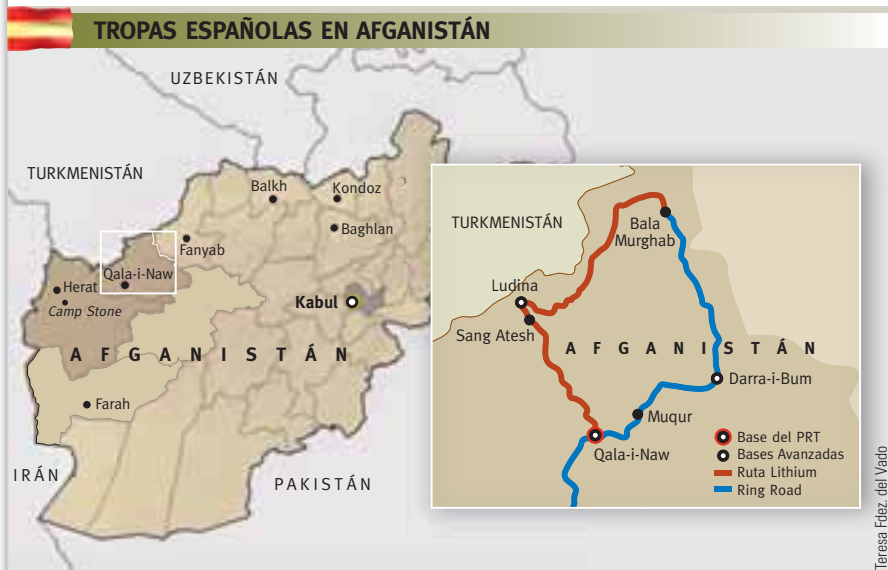 TROPAS ESPAÑOLAS EN AFGANISTÁN
UZBEKISTÁN
TURKMENISTÁN
Balkh
Kondoz
Baghlan
Fanyab
Qala-i-Naw
Herat
Camp Stone
Kabul
AFGANISTÁN
Farah
IRÁN
PAKISTÁN
TURKMENISTÁN
Bala
Murghab
Ludina
Sang Atesh
AFGANISTÁN
Darra-i-Bum
Muqur
Qala-i-Naw
Base del PRT
Bases Avanzadas
Ruta Lithium
Ring Road
Teresa Fdez. del Vado